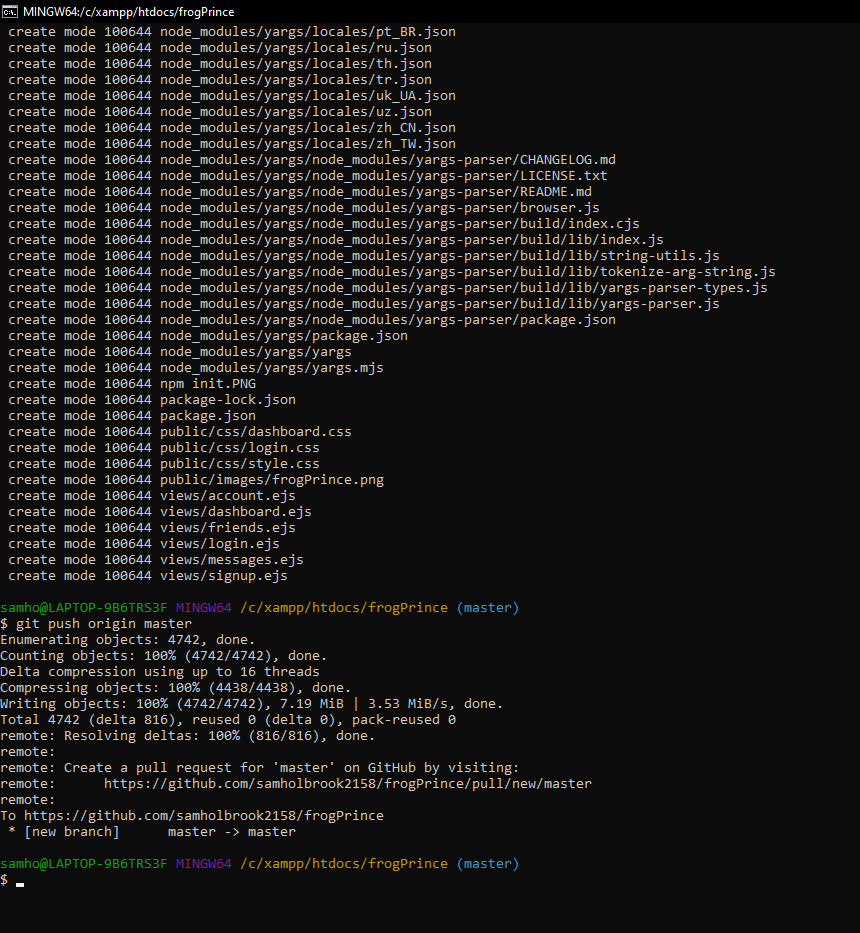 MINGW64:/c/xampp/htdocs/frogPrince
create mode 100644 node_modules/yargs/locales/pt_BR.json
create mode 100644 node_modules/yargs/locales/ru.json
create mode 100644 node_modules/yargs/locales/th.json
create mode 100644 node_modules/yargs/locales/tr.json
create mode 100644 node_modules/yargs/locales/uk_UA.json
create mode 100644 node_modules/yargs/locales/uz.json
create mode 100644 node_modules/yargs/locales/zh_CN.json
create mode 100644 node_modules/yargs/locales/zh_TW.json
create mode 100644 node_modules/yargs/node_modules/yargs-parser/CHANGELOG.md
create mode 100644 node_modules/yargs/node_modules/yargs-parser/LICENSE.txt
create mode 100644 node_modules/yargs/node_modules/yargs-parser/README.md
create mode 100644 node_modules/yargs/node_modules/yargs-parser/browser.js
create mode 100644 node_modules/yargs/node_modules/yargs-parser/build/index.cjs
create mode 100644 node_modules/yargs/node_modules/yargs-parser/build/lib/index.js
create mode 100644 node_modules/yargs/node_modules/yargs-parser/build/lib/string-utils.js
create mode 100644 node_modules/yargs/node_modules/yargs-parser/build/lib/tokenize-arg-string.js
create mode 100644 node_modules/yargs/node_modules/yargs-parser/build/lib/yargs-parser-types.js
create mode 100644 node_modules/yargs/node_modules/yargs-parser/build/lib/yargs-parser.js
create mode 100644 node_modules/yargs/node_modules/yargs-parser/package.json
create mode 100644 node_modules/yargs/package.json
create mode 100644 node_modules/yargs/yargs
create mode 100644 node_modules/yargs/yargs.mjs
create mode 100644 npm init.PNG
create mode 100644 package-lock.json
create mode 100644 package.json
create mode 100644 public/css/dashboard.css
create mode 100644 public/css/login.css
create mode 100644 public/css/style.css
create mode 100644 public/images/frogPrince.png
create mode 100644 views/account.ejs
create mode 100644 views/dashboard.ejs
create mode 100644 views/friends.ejs
create mode 100644 views/login.ejs
create mode 100644 views/messages.ejs
create mode 100644 views/signup.ejs
samho@LAPTOP-9B6TRS3F MINGW64 /c/xampp/htdocs/frogPrince (master)
$ git push origin master
Enumerating objects: 4742, done.
Counting objects: 100% (4742/4742), done.
Delta compression using up to 16 threads
Compressing objects: 100% (4438/4438), done.
Writing objects: 100% (4742/4742), 7.19 MiB | 3.53 MiB/s, done.
Total 4742 (delta 816), reused 0 (delta 0), pack-reused 0
remote: Resolving deltas: 100% (816/816), done.
remote:
remote: Create a pull request for 'master' on GitHub by visiting:
remote:      https://github.com/samholbrook2158/frogPrince/pull/new/master
remote:
To https://github.com/samholbrook2158/frogPrince
 * [new branch]      master -> master
samho@LAPTOP-9B6TRS3F MINGW64 /c/xampp/htdocs/frogPrince (master)
$